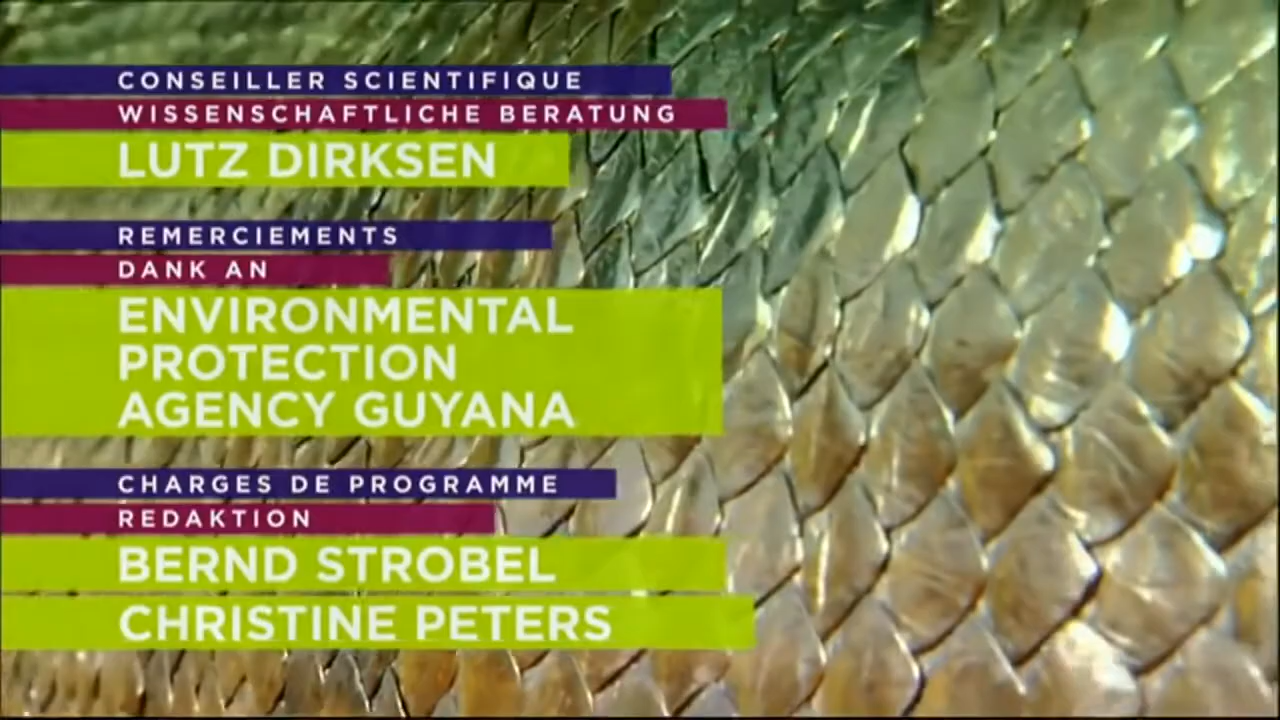 CONSEILLER SCIENTIFIQUE
WISSENSCHAFTLICHE BERATUNG
LUTZ DIRKSEN
REMERCIEMENTS
DANK AN
ENVIRONMENTAL
PROTECTION
AGENCY GUYANA
CHARGES DE PROGRAMME
REDAKTION
BERND STROBEL
CHRISTINE PETERS